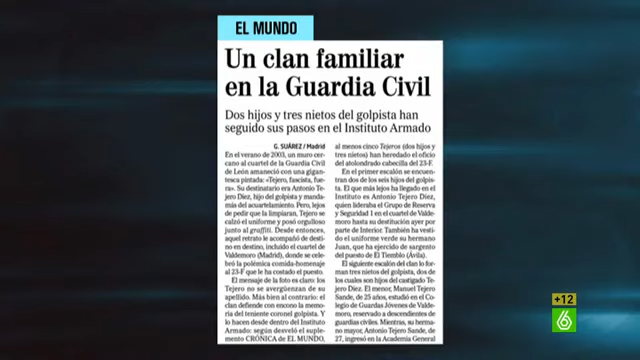 EL MUNDO
Un clan familiar
en la Guardia Civil
Dos hijos y tres nietos del golpista han
seguido sus pasos en el Instituto Armado
G. SUÁREZ / Madrid
En el verano de 2003, un muro cer-
cano al cuartel de la Guardia Civil
de León amaneció con una gigan-
tesca pintada: «Tejero, fascista, fue-
ra». Su destinatario era Antonio Te-
jero Díez, hijo del golpista y manda-
más del acuartelamiento. Pero, lejos
de pedir que la limpiaran, Tejero se
calzó el uniforme y posó orgulloso
junto al graffiti. Desde entonces,
aquel retrato le acompañó de desti-
no en destino, incluido el cuartel de
Valdemoro (Madrid), donde se cele-
bró la polémica comida-homenaje
al 23-F que le ha costado el puesto.
El mensaje de la foto es claro: los
Tejero no se avergüenzan de su
apellido. Más bien al contrario: el
clan defiende con encono la memo-
ria del teniente coronel golpista. Y
lo hacen desde dentro del Instituto
Armado: según desveló el suple-
mento CRÓNICA de EL MUNDO,
al menos cinco Tejeros (dos hijos y
tres nietos) han heredado el oficio
del atolondrado cabecilla del 23-F.
En el primer escalón se encuen-
tran dos de los seis hijos del golpis-
ta. El que más lejos ha llegado en el
Instituto es Antonio Tejero Díez,
quien lideraba el Grupo de Reserva
y Seguridad 1 en el cuartel de Valde-
moro hasta su destitución ayer por
parte de Interior. También ha vesti-
do el uniforme verde su hermano
Juan, que ha ejercido de sargento
del puesto de El Tiemblo (Ávila).
El siguiente escalón del clan lo for-
man tres nietos del golpista, dos de
los cuales son hijos del castigado Te-
jero Díez. El menor, Manuel Tejero
Sande, de 25 años, estudió en el Co-
legio de Guardias Jóvenes de Valde-
moro, reservado a descendientes de
guardias civiles. Mientras, su herma-
no mayor, Antonio Tejero Sande, de
27, ingresó en la Academia General
+12
6